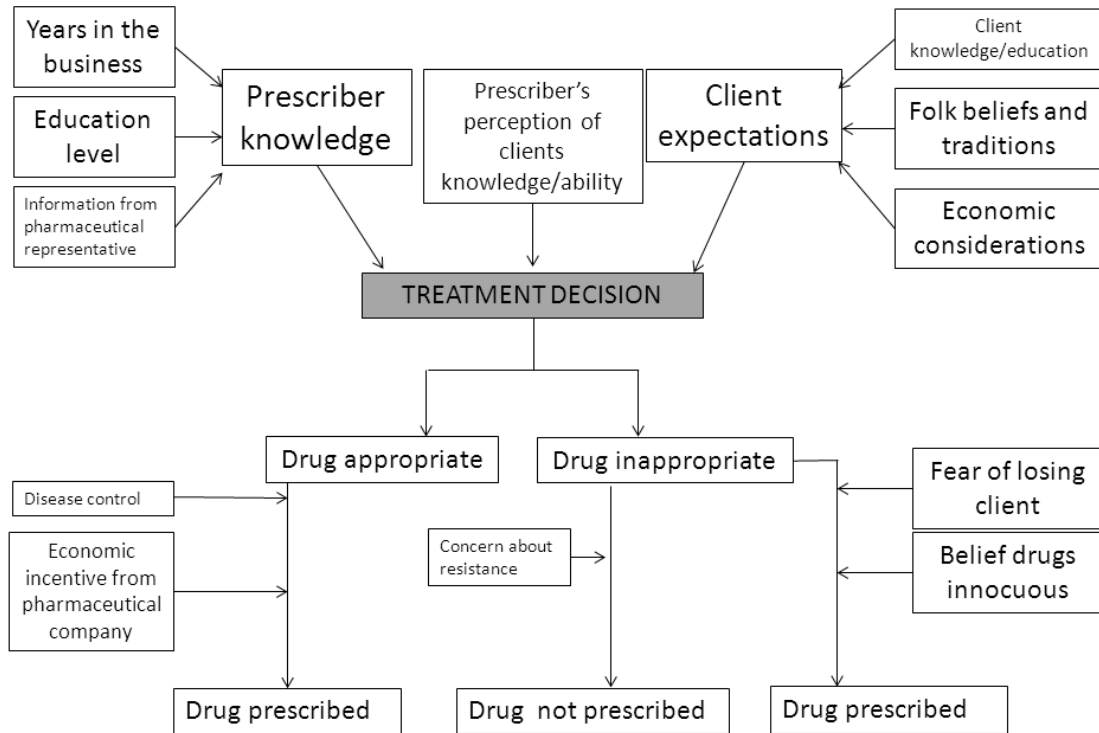 Years in the
business
Education
level
Information from
pharmaceutical
representative
Prescriber
knowledge
Prescriber's
perception of
clients
knowledge/ability
Client
expectations
Client
knowledge/education
Folk beliefs and
traditions
Economic
considerations
TREATMENT DECISION
Drug appropriate
Drug inappropriate
Disease control
Economic
incentive from
pharmaceutical
company
Concern about
resistance
Fear of losing
client
Belief drugs
innocuous
Drug prescribed
Drug not prescribed
Drug prescribed